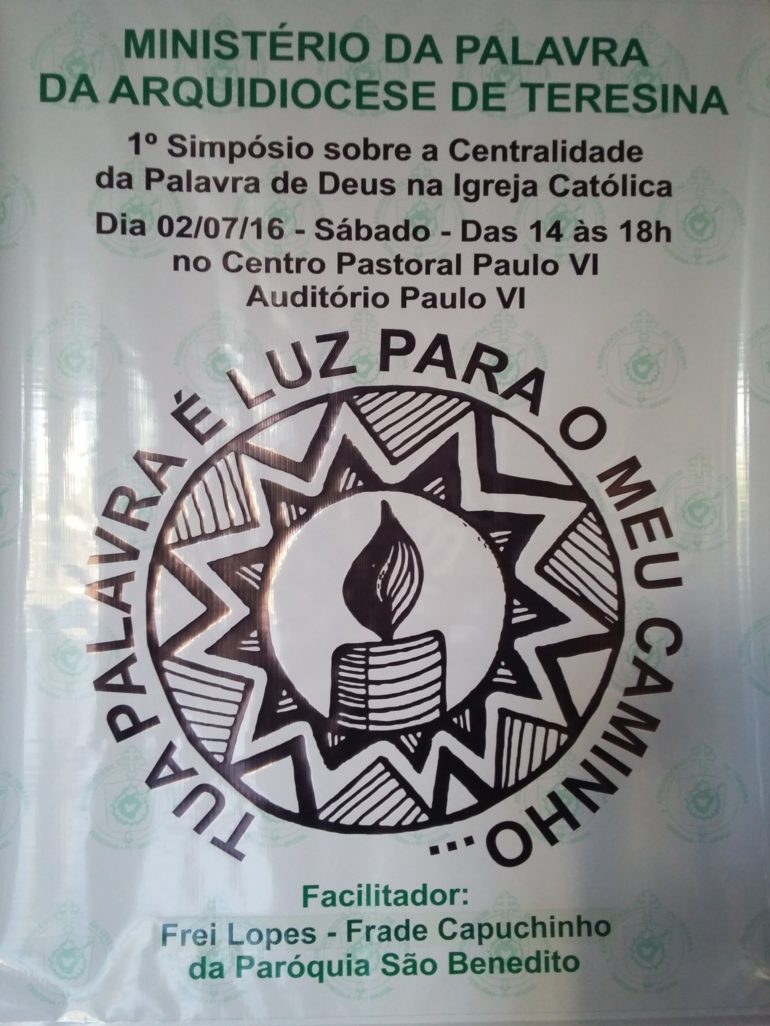 MINISTÉRIO DA PALAVRA
DA ARQUIDIOCESE DE TERESINA
1º Simpósio sobre a Centralidade
da Palavra de Deus na Igreja Católica
Dia 02/07/16 - Sábado - Das 14 às 18h
no Centro Pastoral Paulo VI
Auditório Paulo VI
TUA PALAVRA É LUZ PARA O MEU CAMINHO...
Facilitador:
Frei Lopes - Frade Capuchinho
da Paróquia São Benedito